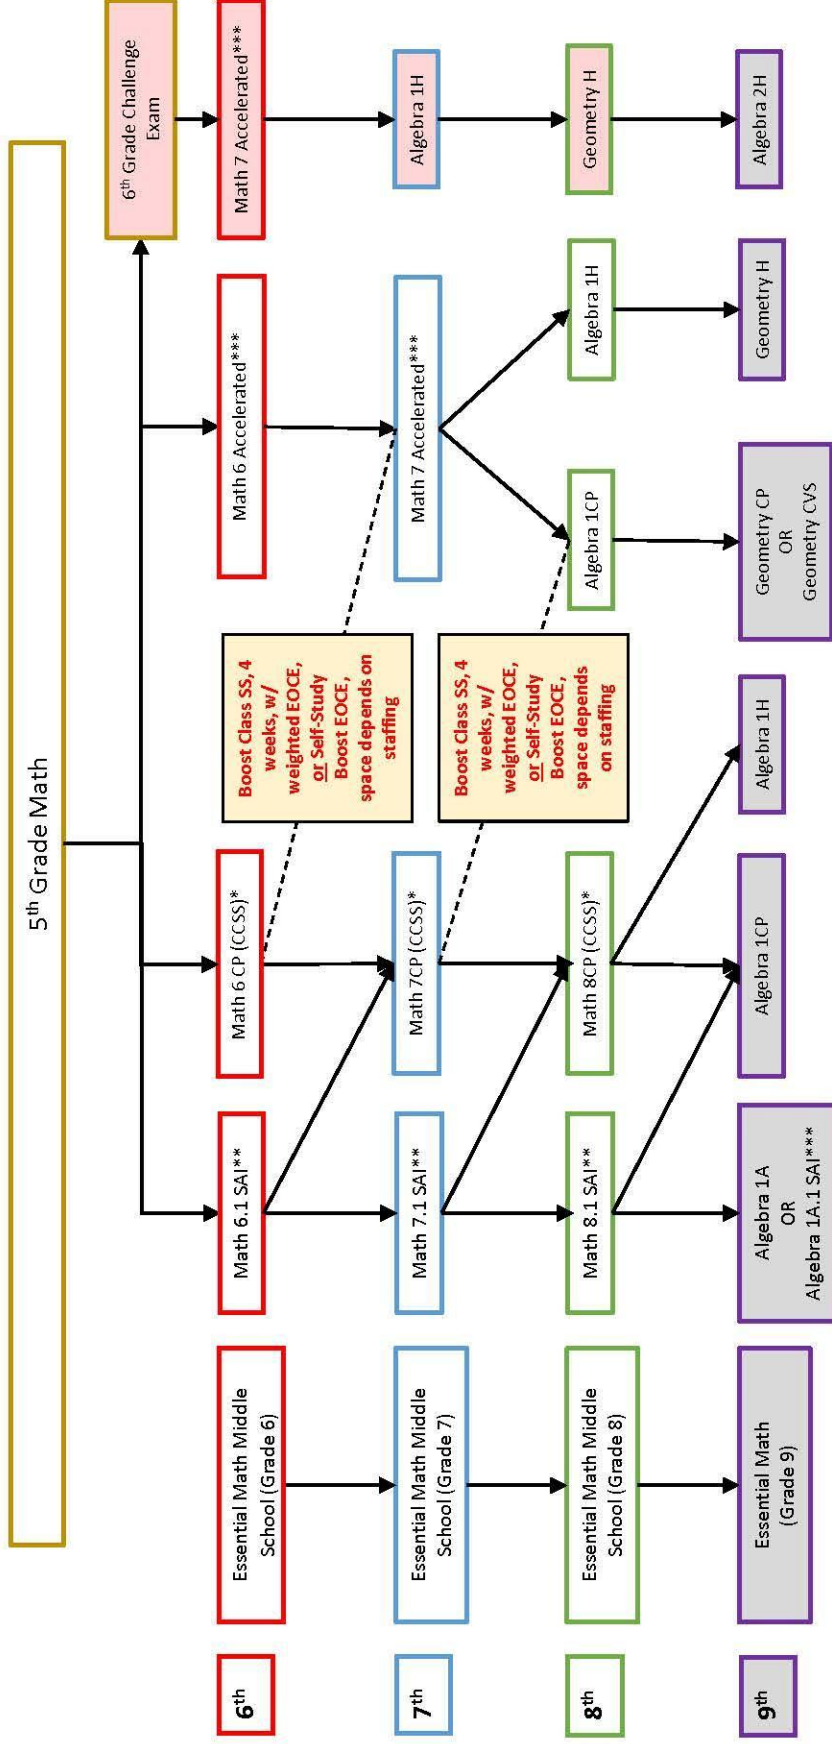 5th Grade Math
6th Grade Challenge
Exam
6th
Essential Math Middle
School (Grade 6)
Math 6.1 SAI**
Math 6 CP (CCSS)*
Boost Class SS, 4
weeks, w/
weighted EOCE,
or Self-Study
Boost EOCE,
space depends on
staffing
Math 6 Accelerated***
Math 7 Accelerated***
7th
Essential Math Middle
School (Grade 7)
Math 7.1 SAI**
Math 7CP (CCSS)*
Boost Class SS, 4
weeks, w/
weighted EOCE,
or Self-Study
Boost EOCE,
space depends
on staffing
Math 7 Accelerated***
Algebra 1H
8th
Essential Math Middle
School (Grade 8)
Math 8.1 SAI**
Math 8CP (CCSS)*
Algebra 1CP
Algebra 1H
Geometry H
9th
Essential Math
(Grade 9)
Algebra 1A
OR
Algebra 1A.1 SAI***
Algebra 1CP
Algebra 1H
Geometry CP
OR
Geometry CVS
Geometry H
Algebra 2H